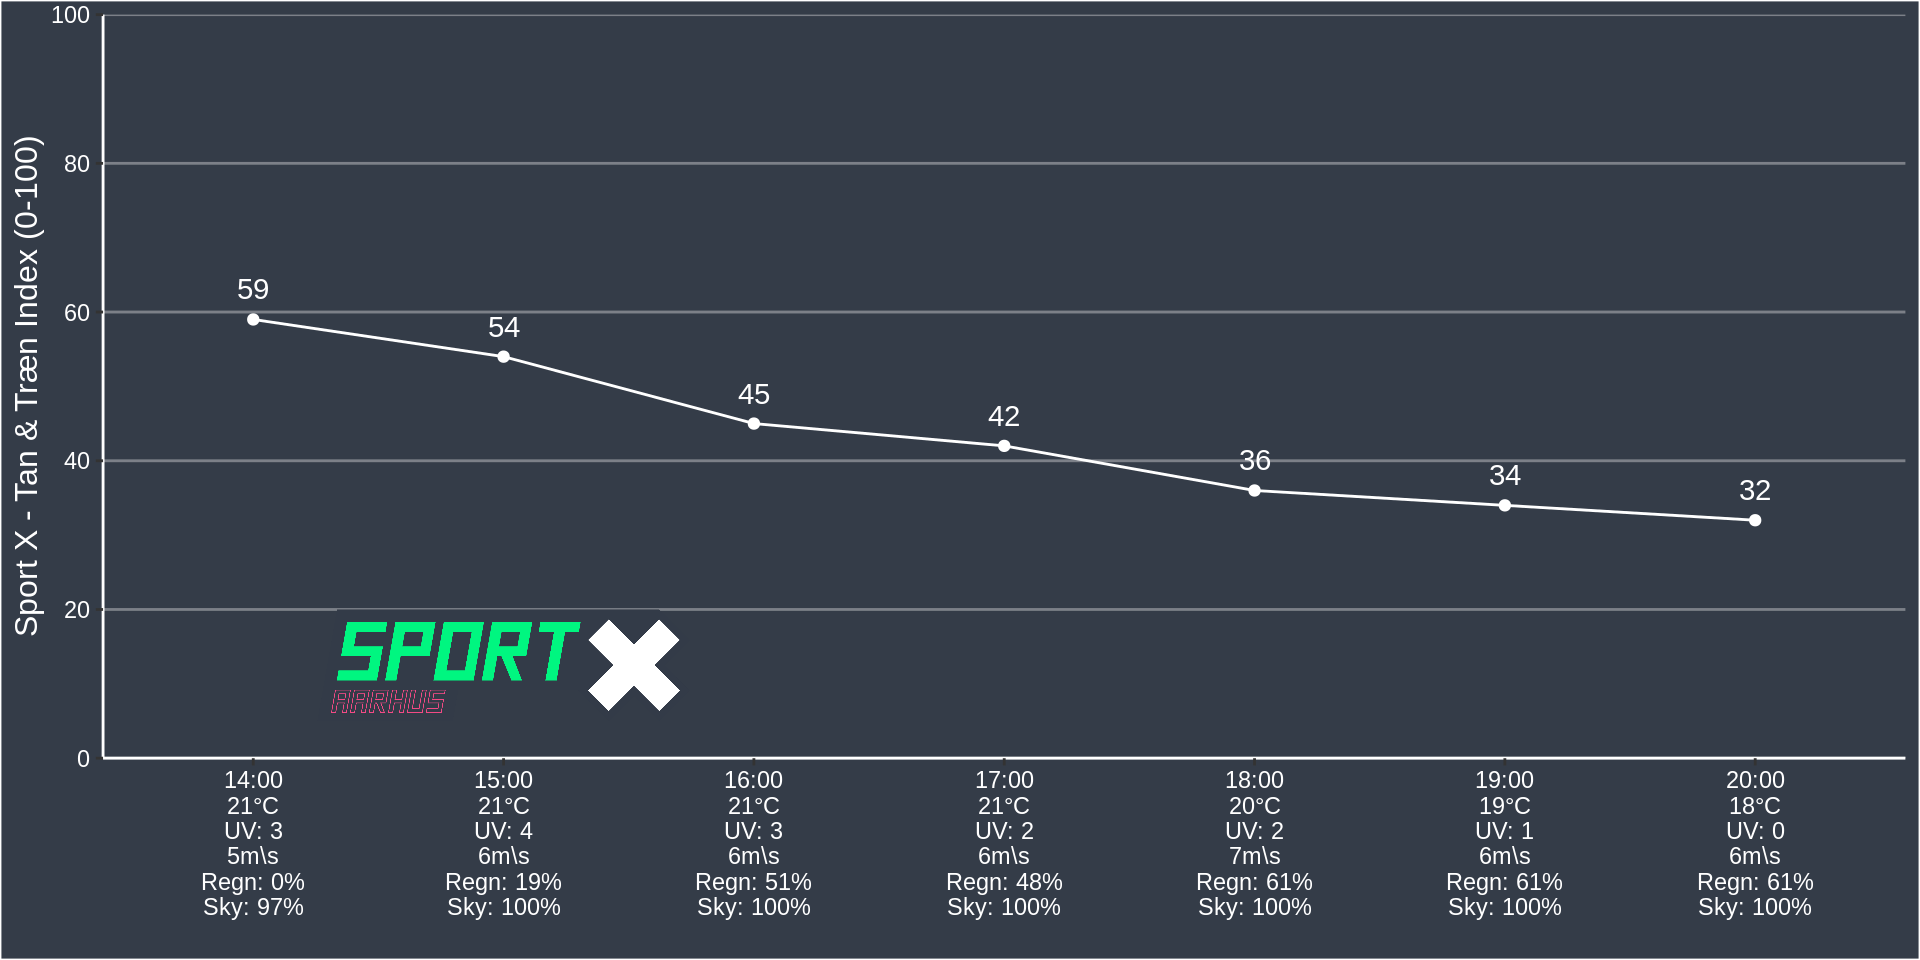 Sport X - Tan & Træn Index (0-100)
100
80
60
40
20
0
59
54
45
42
36
34
32
SPORT X
AARHUS
14:00
21°C
UV: 3
5m\s
Regn: 0%
Sky: 97%
15:00
21°C
UV: 4
6m\s
Regn: 19%
Sky: 100%
16:00
21°C
UV: 3
6m\s
Regn: 51%
Sky: 100%
17:00
21°C
UV: 2
6m\s
Regn: 48%
Sky: 100%
18:00
20°C
UV: 2
7m\s
Regn: 61%
Sky: 100%
19:00
19°C
UV: 1
6m\s
Regn: 61%
Sky: 100%
20:00
18°C
UV: 0
6m\s
Regn: 61%
Sky: 100%